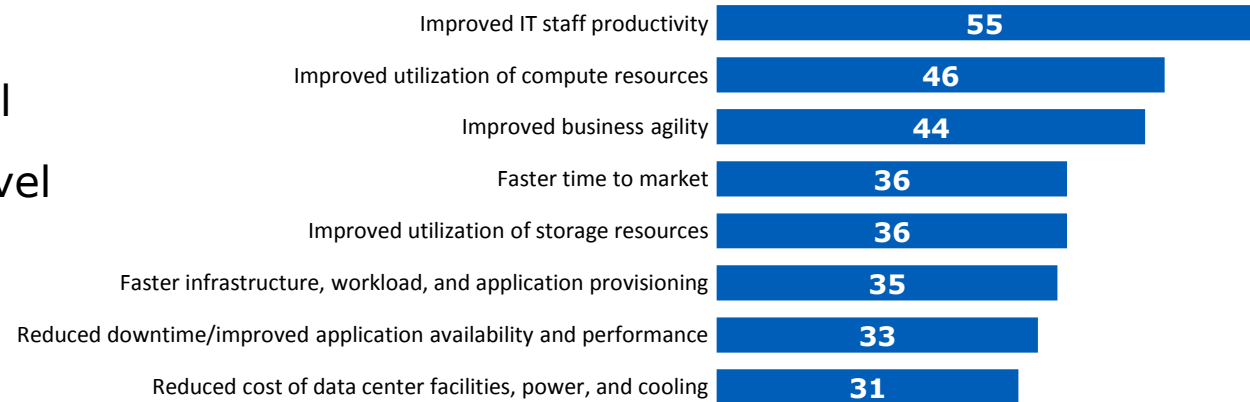 Improved IT staff productivity 55
Improved utilization of compute resources 46
l
Improved business agility 44
vel
Faster time to market 36
Improved utilization of storage resources 36
Faster infrastructure, workload, and application provisioning 35
Reduced downtime/improved application availability and performance 33
Reduced cost of data center facilities, power, and cooling 31